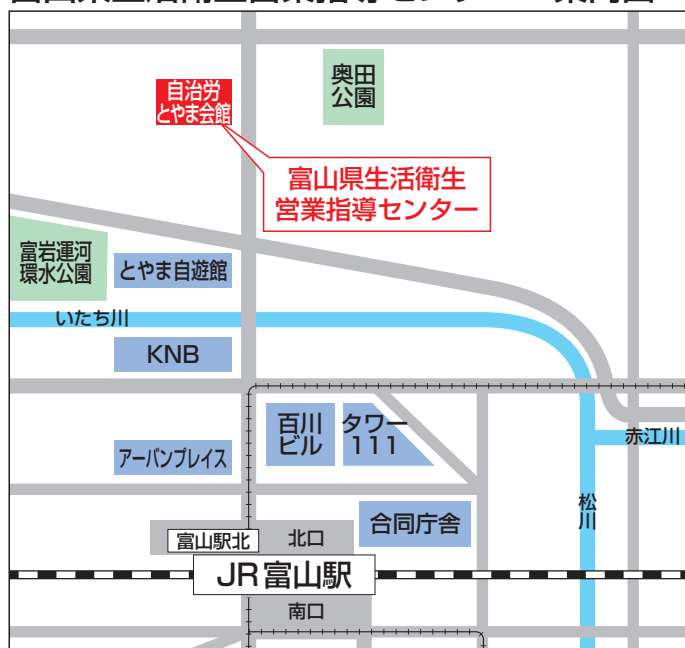 自治労
とやま会館
奥田
公園
富山県生活衛生
営業指導センター
富岩運河
環水公園
とやま自遊館
いたち川
KNB
百川
ビル
タワー
111
赤江川
アーバンプレイス
松川
合同庁舎
富山駅北
北口
JR富山駅
南口